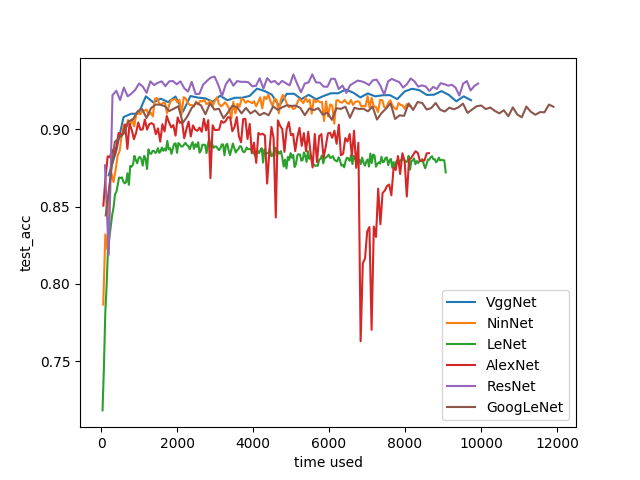 0.90
0.85
0.80
0.75
test_acc
0
2000
4000
6000
8000
10000
12000
time used
VggNet
NinNet
LeNet
AlexNet
ResNet
GoogLeNet